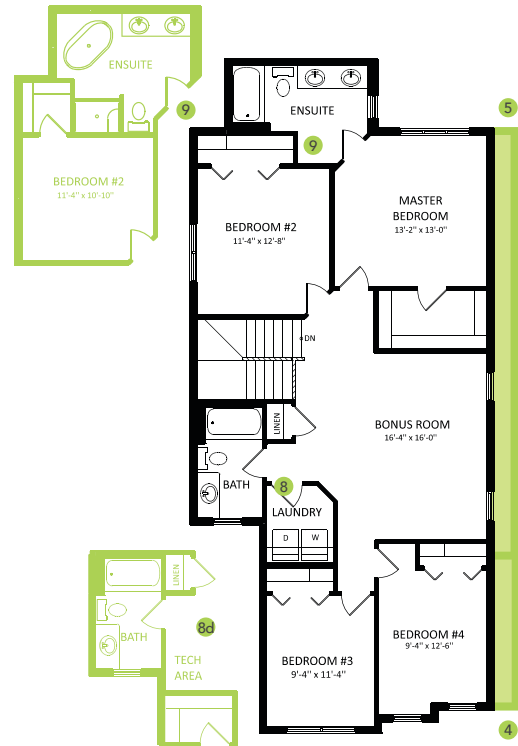 ENSUITE
9
BEDROOM #2
11'-4" x 10'-10"
ENSUITE
9
5
BEDROOM #2
11'-4" x 12'-8"
MASTER
BEDROOM
13'-2" x 13'-0"
DN
LINEN
BONUS ROOM
16'-4" x 16'-0"
BATH
8
LAUNDRY
D
W
LINEN
BATH
8d
TECH
AREA
BEDROOM #3
9'-4" x 11'-4"
BEDROOM #4
9'-4" x 12'-6"
4